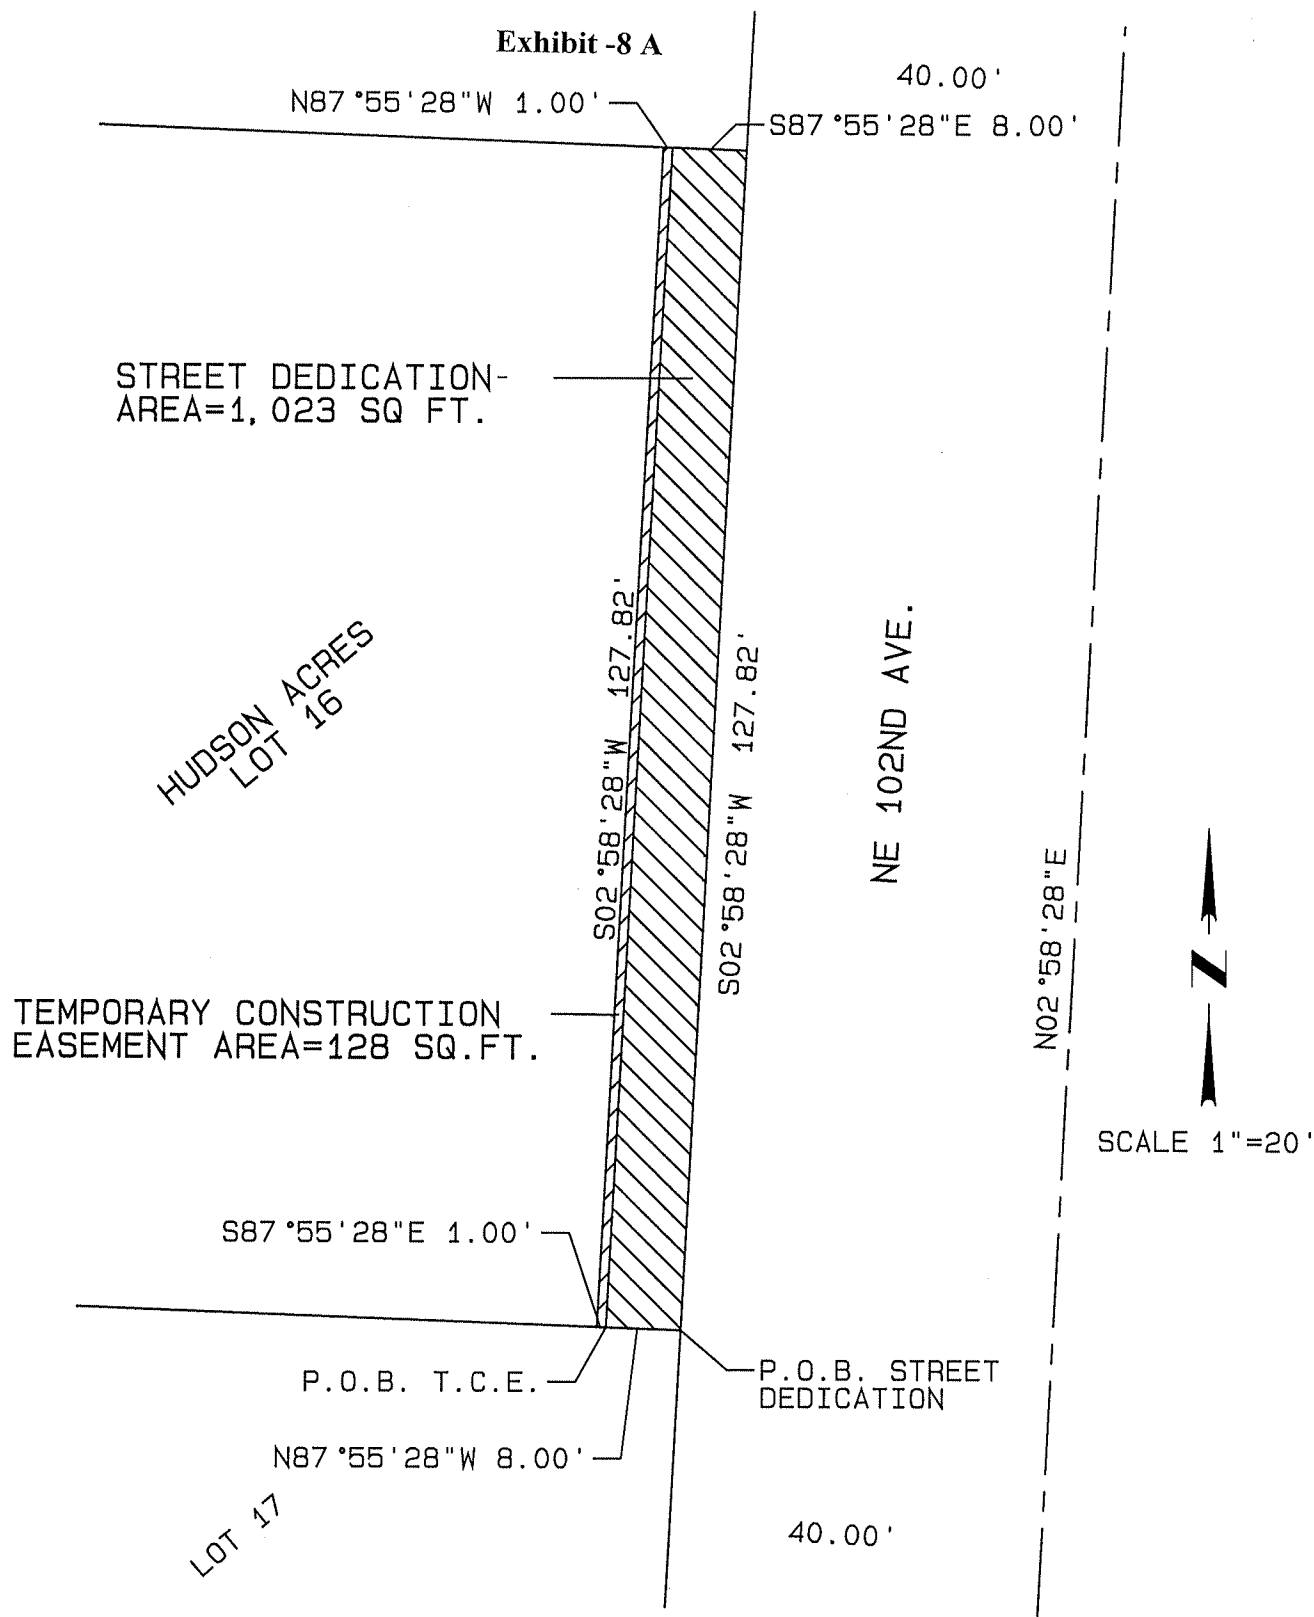 Exhibit -8 A
40.00'
N87°55'28"W 1.00'
S87°55'28"E 8.00'
STREET DEDICATION-
AREA=1,023 SQ FT.
S02°58'28"W 127.82'
S02°58'28"W 127.82'
HUDSON ACRES
LOT 16
NE 102ND AVE.
N02°58'28"E
N
TEMPORARY CONSTRUCTION
EASEMENT AREA=128 SQ.FT.
SCALE 1"=20'
S87°55'28"E 1.00'
P.O.B. T.C.E.
P.O.B. STREET
DEDICATION
N87°55'28"W 8.00'
LOT 17
40.00'